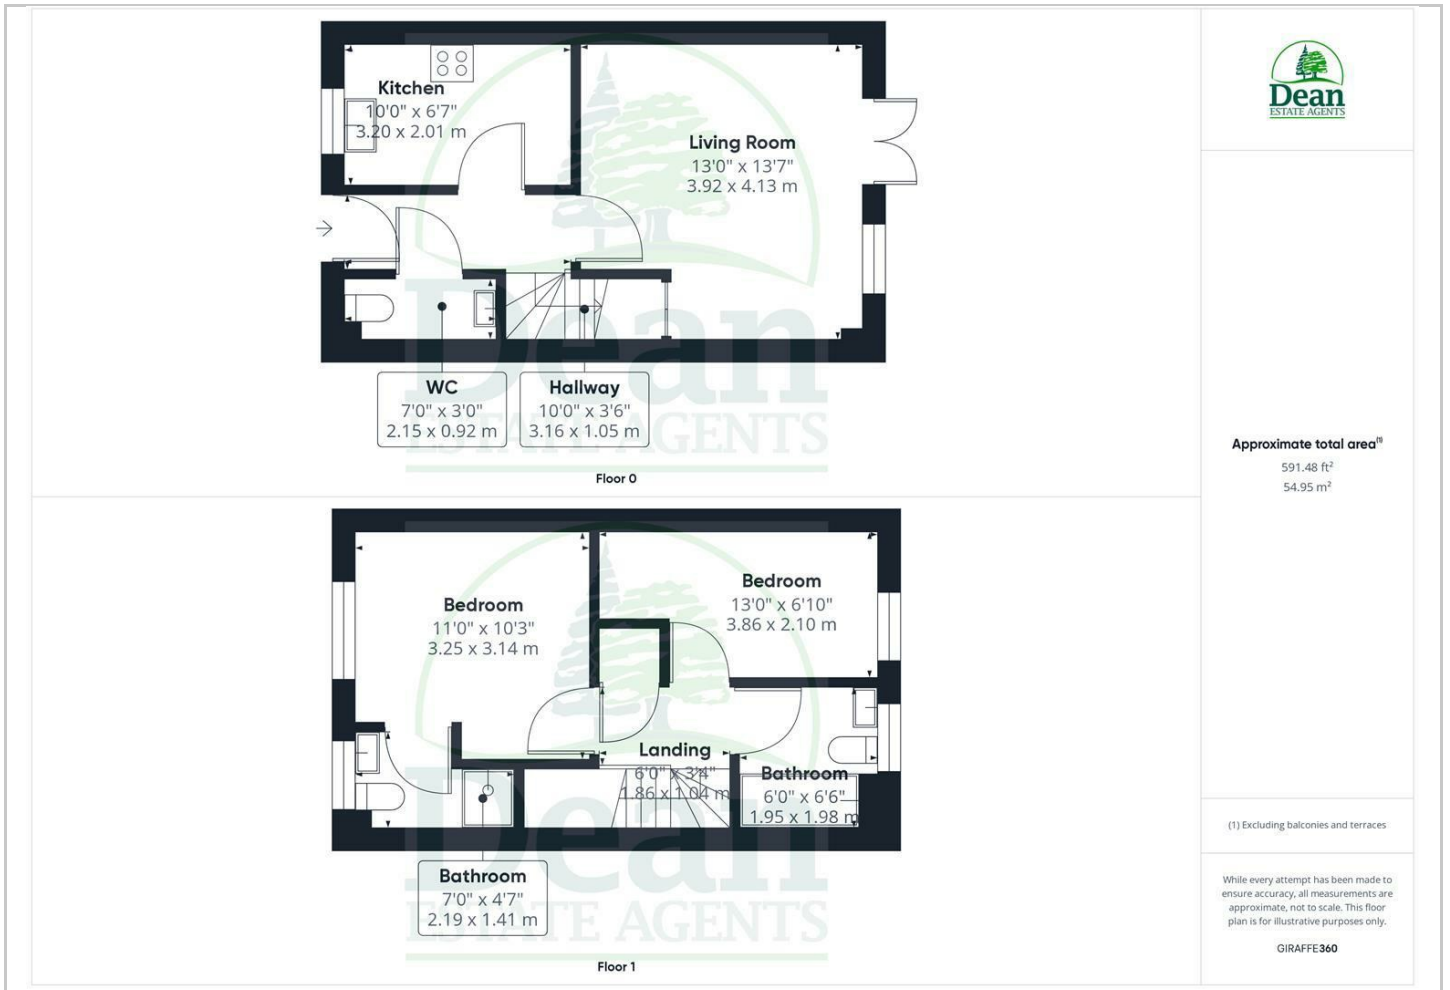 Kitchen
10'0" x 6'7"
3.20 x 2.01 m
Living Room
13'0" x 13'7"
3.92 x 4.13 m
WC
7'0" x 3'0"
2.15 x 0.92 m
Hallway
10'0" x 3'6"
3.16 x 1.05 m
Floor 0
Bedroom
11'0" x 10'3"
3.25 x 3.14 m
Bedroom
13'0" x 6'10"
3.86 x 2.10 m
Landing
6'0" x 3'4"
1.86 x 1.04 m
Bathroom
6'0" x 6'6"
1.95 x 1.98 m
Bathroom
7'0" x 4'7"
2.19 x 1.41 m
Floor 1
Dean
ESTATE AGENTS
Dean
ESTATE AGENTS
Dean
ESTATE AGENTS
Approximate total area⁽¹⁾
591.48 ft²
54.95 m²
(1) Excluding balconies and terraces
While every attempt has been made to
ensure accuracy, all measurements are
approximate, not to scale. This floor
plan is for illustrative purposes only.
GIRAFFE360